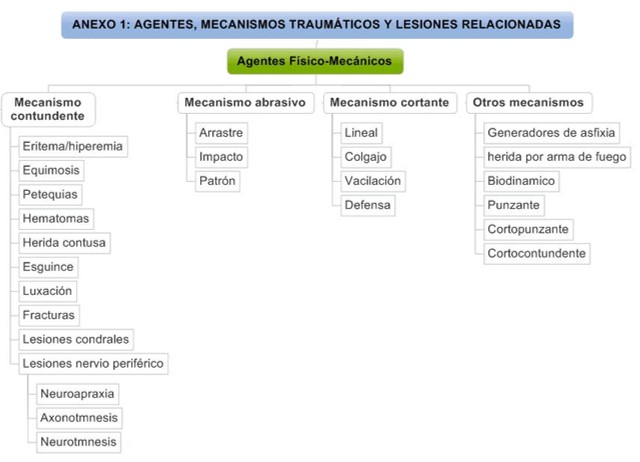 ANEXO 1: AGENTES, MECANISMOS TRAUMÁTICOS Y LESIONES RELACIONADAS
Agentes Físico-Mecánicos
Mecanismo
contundente
Eritema/hiperemia
Equimosis
Petequias
Hematomas
Herida contusa
Esguince
Luxación
Fracturas
Lesiones condrales
Lesiones nervio periférico
Neuroapraxia
Axonotmnesis
Neurotmnesis
Mecanismo abrasivo
Arrastre
Impacto
Patrón
Mecanismo cortante
Lineal
Colgajo
Vacilación
Defensa
Otros mecanismos
Generadores de asfixia
herida por arma de fuego
Biodinamico
Punzante
Cortopunzante
Cortocontundente